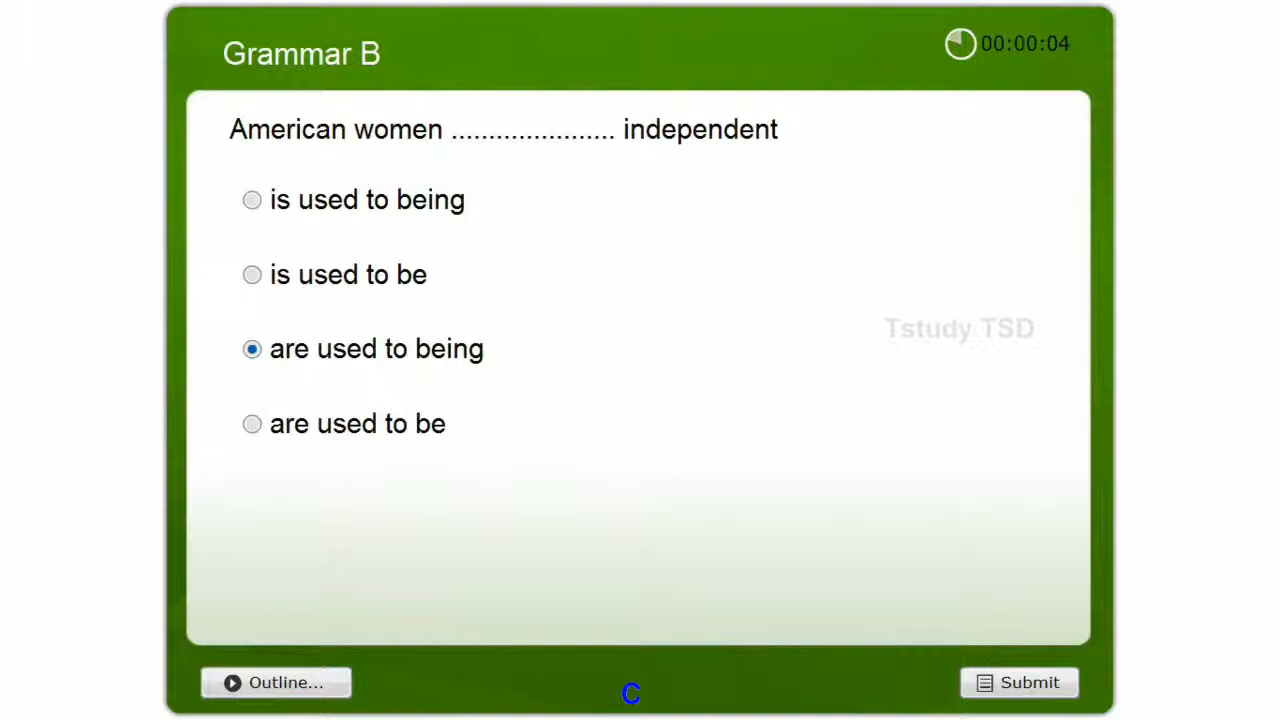 Grammar B
00:00:04
American women ...................... independent
is used to being
is used to be
are used to being
are used to be
Tstudy TSD
Outline...
C
Submit